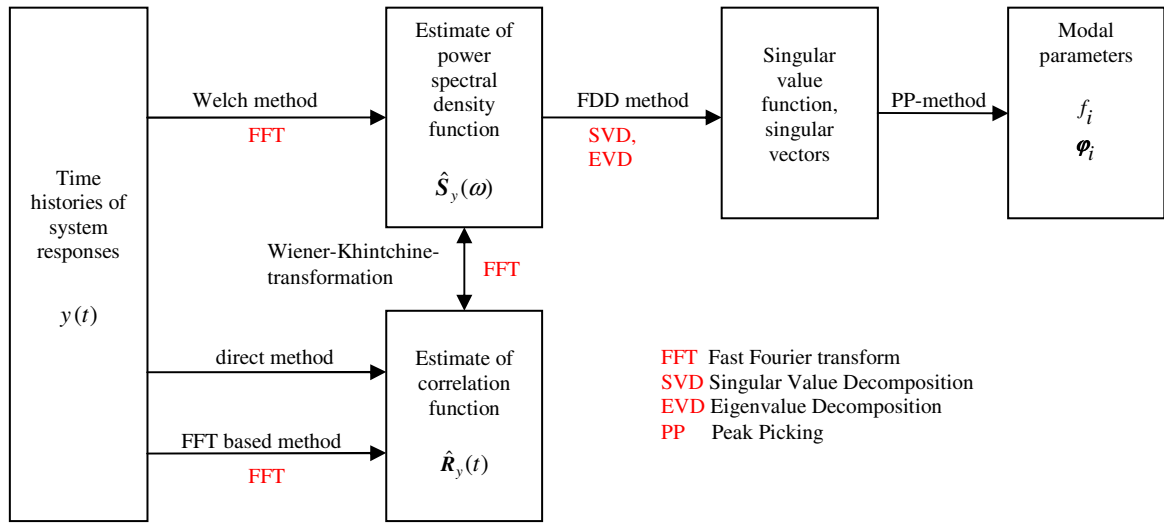 Time
histories of
system
responses
y(t)
Welch method
FFT
Estimate of
power
spectral
density
function
Ŝ_y(ω)
FDD method
SVD,
EVD
Singular
value
function,
singular
vectors
PP-method
Modal
parameters
f_i
φ_i
Wiener-Khintchine-
transformation
FFT
direct method
FFT based method
FFT
Estimate of
correlation
function
R̂_y(t)
FFT Fast Fourier transform
SVD Singular Value Decomposition
EVD Eigenvalue Decomposition
PP Peak Picking